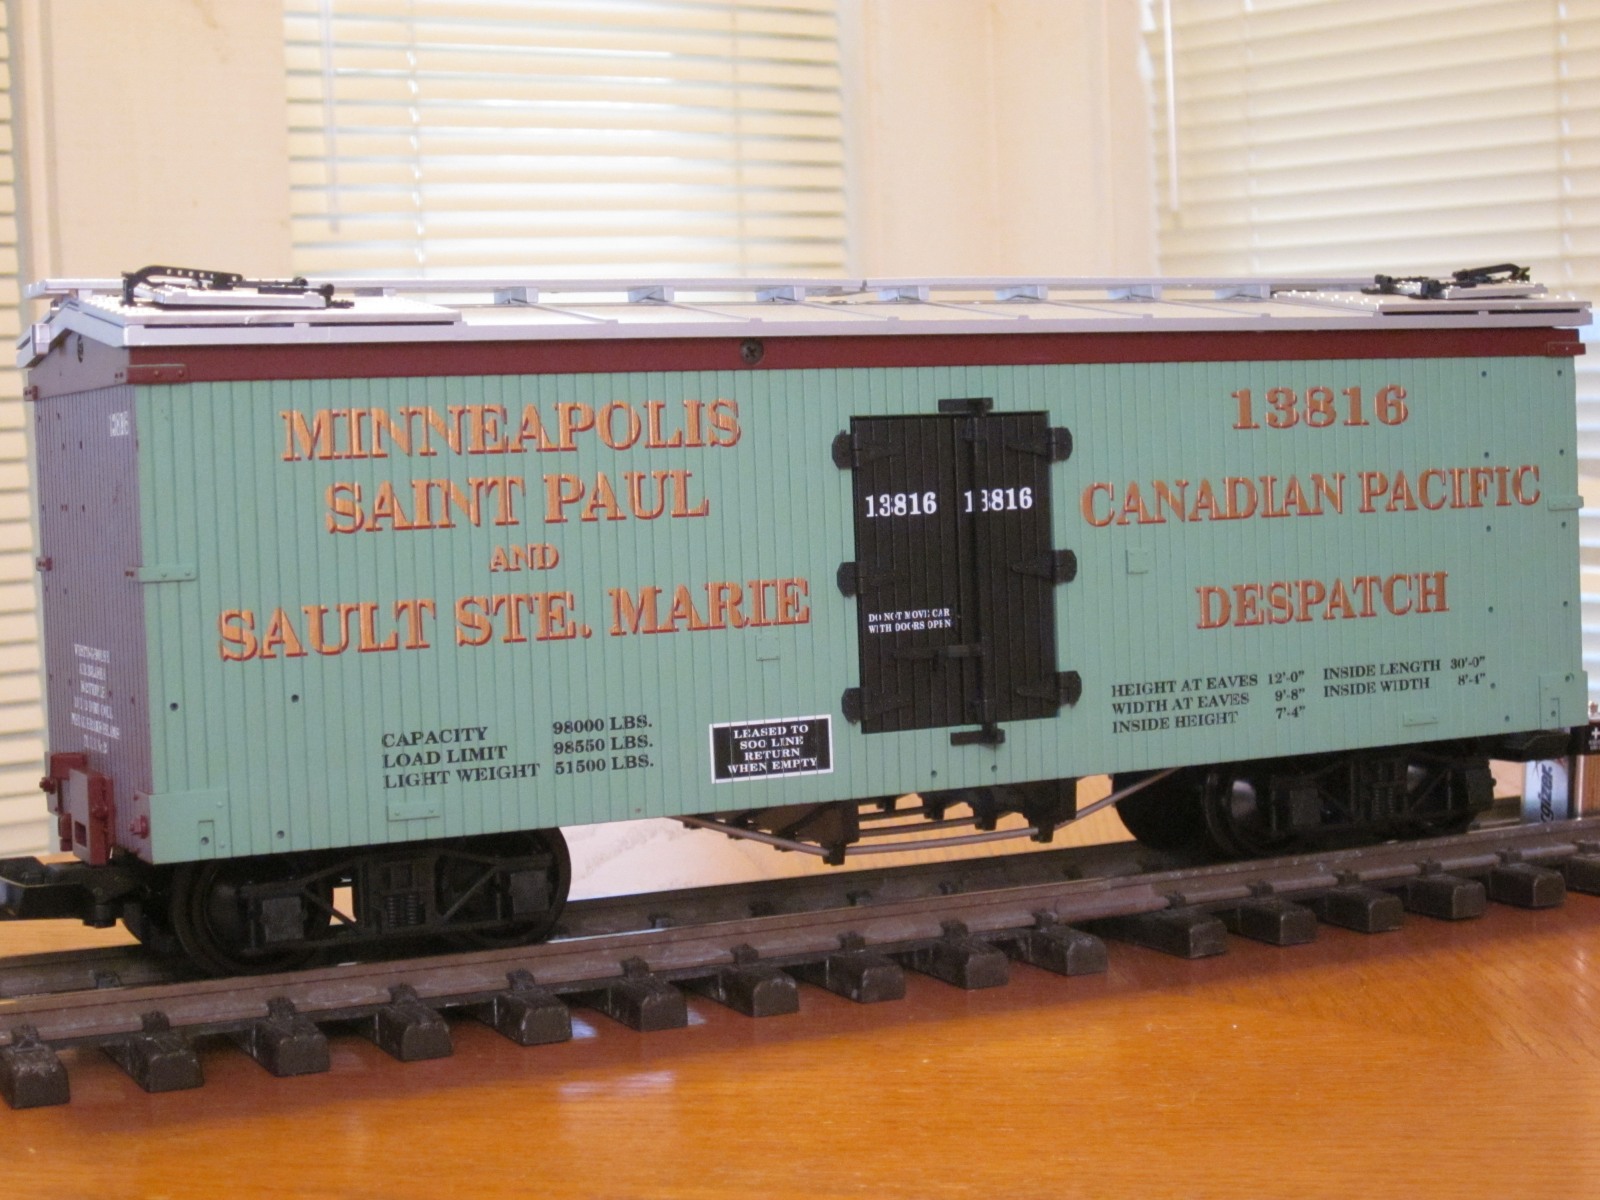 MINNEAPOLIS
SAINT PAUL
AND
SAULT STE. MARIE
CAPACITY 98000 LBS.
LOAD LIMIT 98550 LBS.
LIGHT WEIGHT 51500 LBS.
LEASED TO
SOO LINE
RETURN
WHEN EMPTY
13816 13816
DO NOT MOVE CAR
WITH DOORS OPEN
13816
CANADIAN PACIFIC
DESPATCH
HEIGHT AT EAVES 12'-0" INSIDE LENGTH 30'-0"
WIDTH AT EAVES 9'-8" INSIDE WIDTH 8'-4"
INSIDE HEIGHT 7'-4"